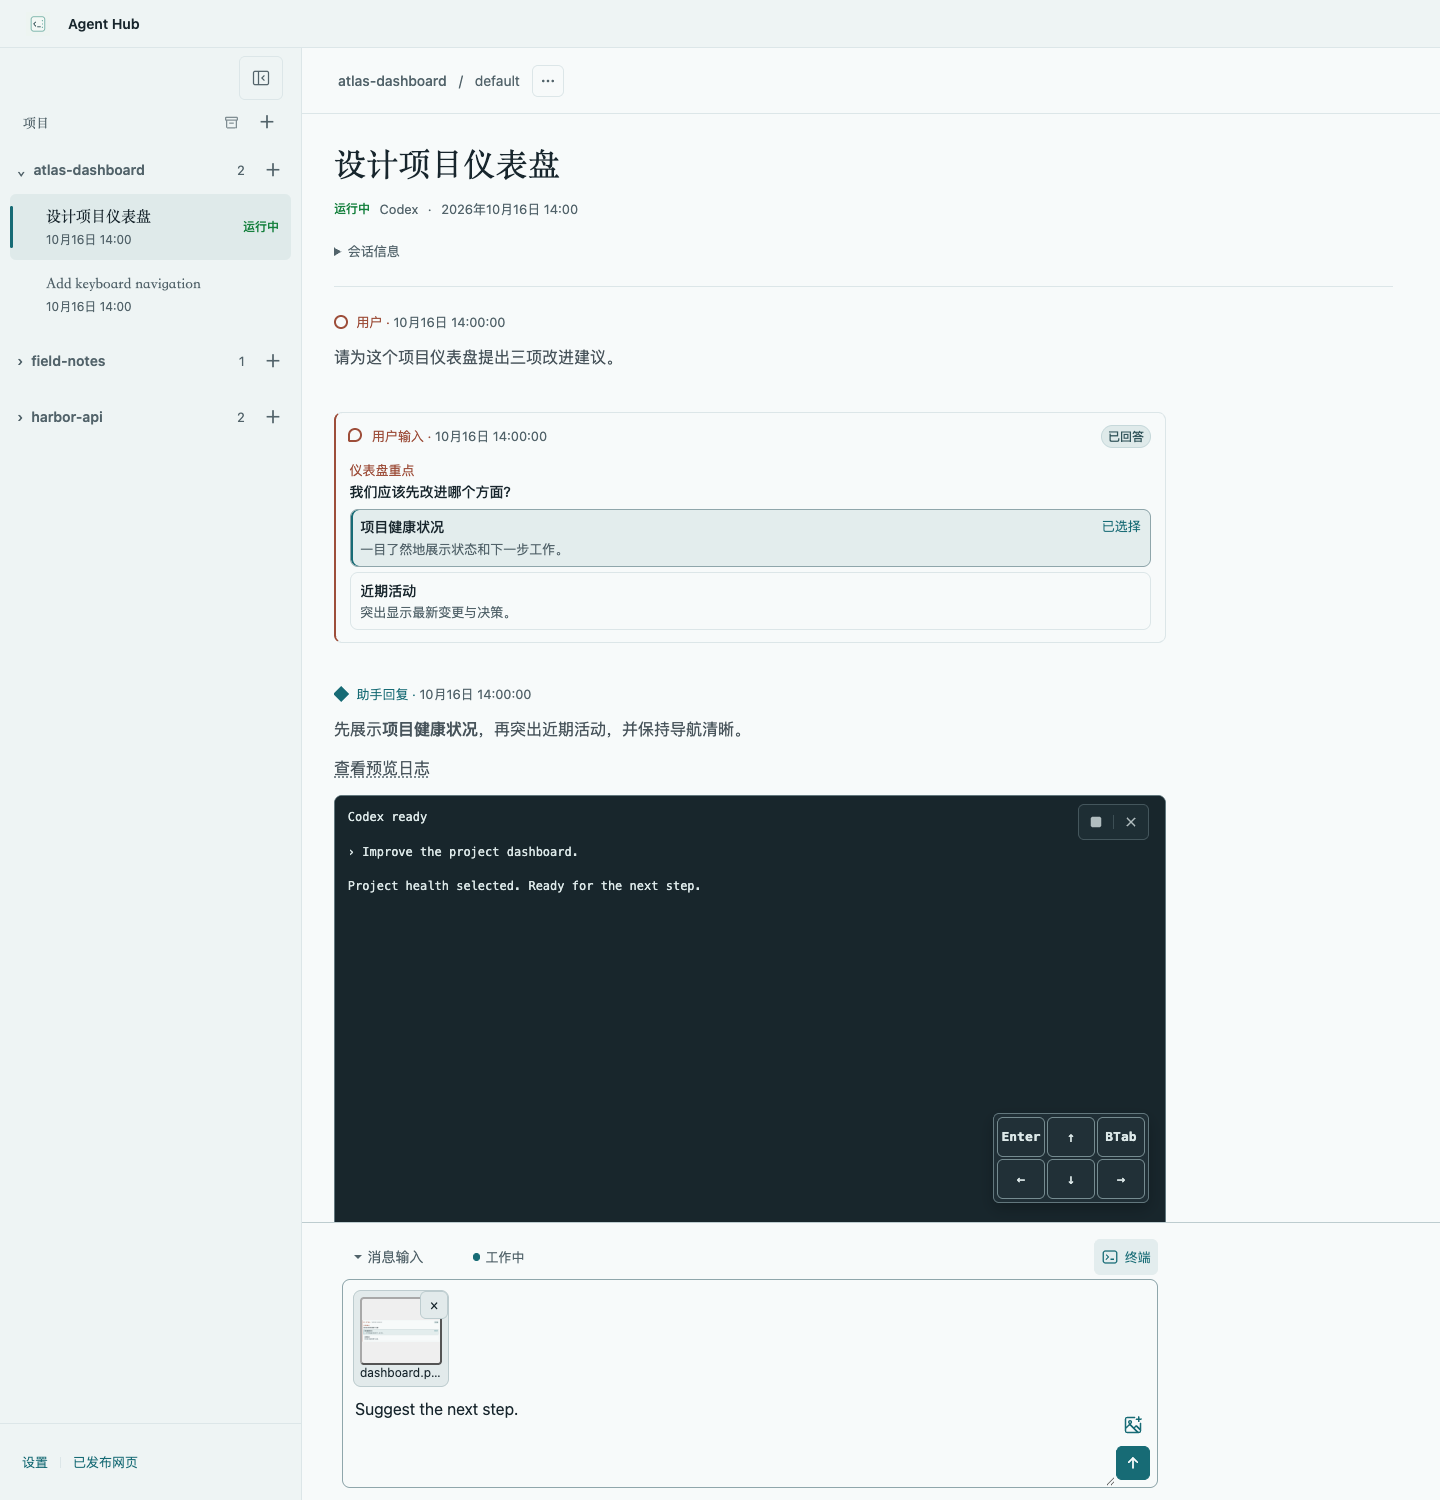 Agent Hub
项目
atlas-dashboard 2
设计项目仪表盘
10月16日 14:00
运行中
Add keyboard navigation
10月16日 14:00
field-notes 1
harbor-api 2
设置
已发布网页
atlas-dashboard / default
设计项目仪表盘
运行中 Codex · 2026年10月16日 14:00
会话信息
用户 · 10月16日 14:00:00
请为这个项目仪表盘提出三项改进建议。
用户输入 · 10月16日 14:00:00
已回答
仪表盘重点
我们应该先改进哪个方面?
项目健康状况
已选择
一目了然地展示状态和下一步工作。
近期活动
突出显示最新变更与决策。
助手回复 · 10月16日 14:00:00
先展示项目健康状况，再突出近期活动，并保持导航清晰。
查看预览日志
Codex ready
› Improve the project dashboard.
Project health selected. Ready for the next step.
Enter ↑ BTab
← ↓ →
消息输入
工作中
终端
dashboard.p...
Suggest the next step.